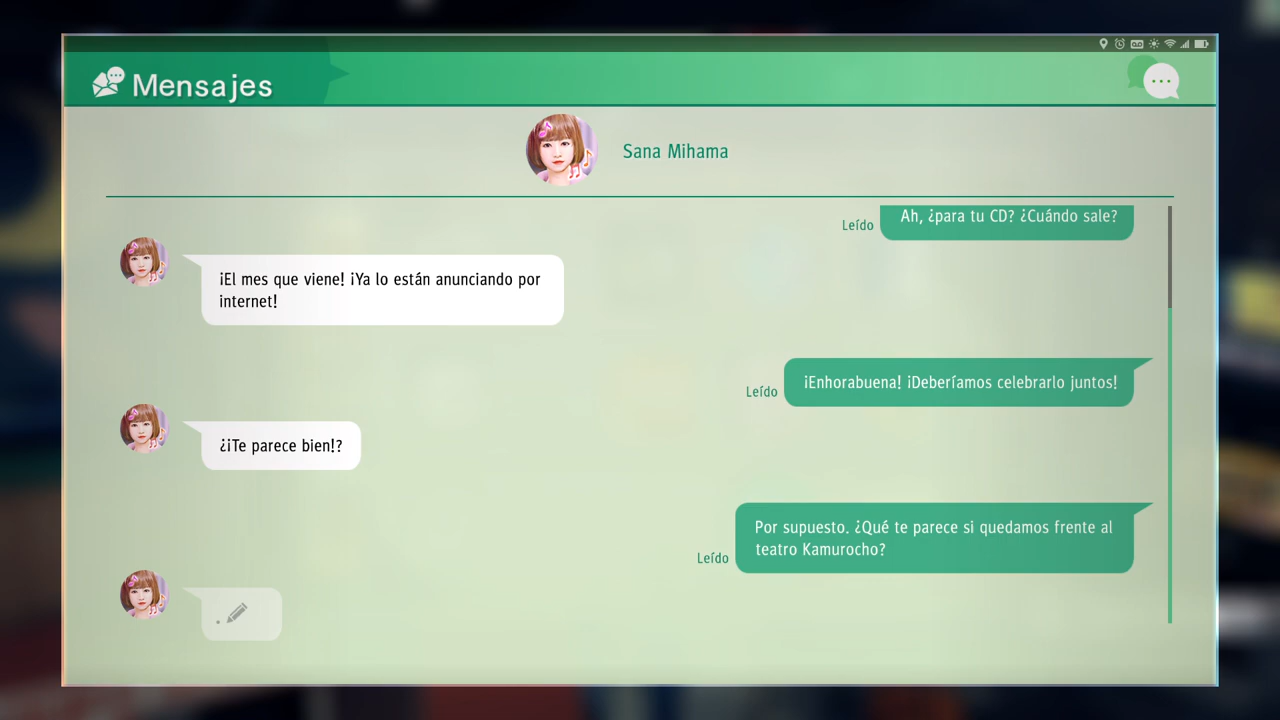 Mensajes
Sana Mihama
Ah, ¿para tu CD? ¿Cuándo sale?
Leído
¡El mes que viene! ¡Ya lo están anunciando por
internet!
¡Enhorabuena! ¡Deberíamos celebrarlo juntos!
Leído
¿¡Te parece bien!?
Por supuesto. ¿Qué te parece si quedamos frente al
teatro Kamurocho?
Leído